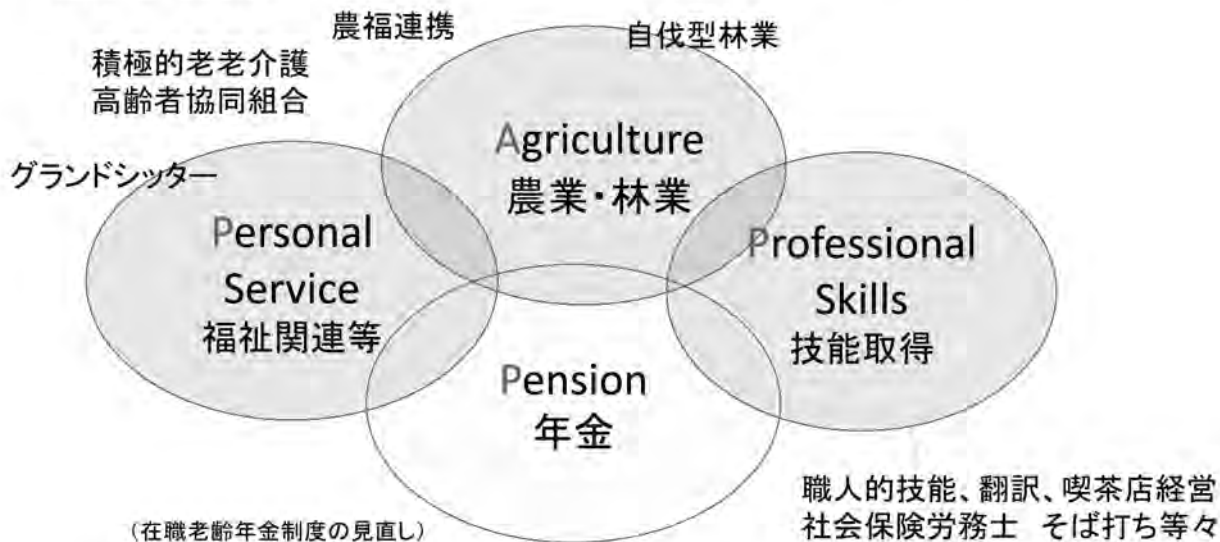 農福連携
自伐型林業
積極的老老介護
高齢者協同組合
グランドシッター
Agriculture
農業・林業
Personal
Service
福祉関連等
Professional
Skills
技能取得
Pension
年金
職人的技能、翻訳、喫茶店経営
社会保険労務士 そば打ち等々
(在職老齢年金制度の見直し)